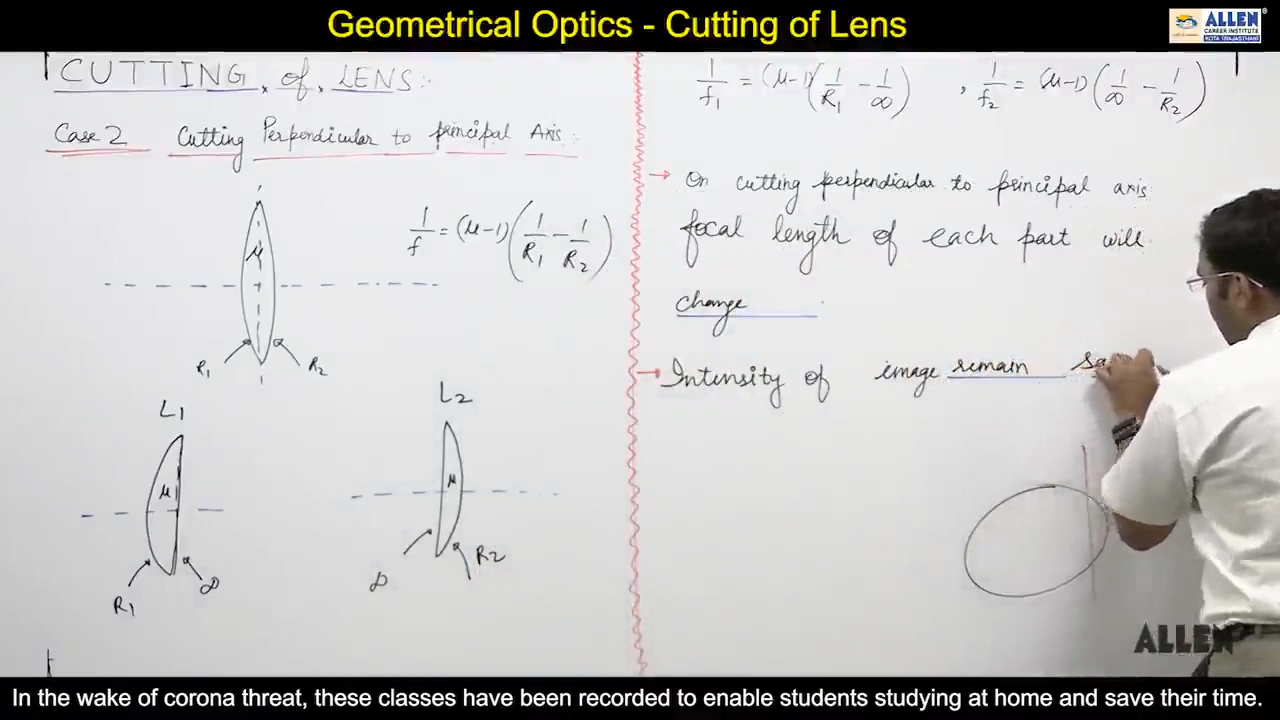 Geometrical Optics - Cutting of Lens
ALLEN
CAREER INSTITUTE
KOTA (RAJASTHAN)
CUTTING of LENS:
Case 2 Cutting Perpendicular to principal Axis:
μ
1/f = (μ-1)(1/R1 - 1/R2)
R1 R2
L1 L2
μ μ
R1 ∞ ∞ R2
1/f1 = (μ-1)(1/R1 - 1/∞) , 1/f2 = (μ-1)(1/∞ - 1/R2)
→ On cutting perpendicular to principal axis
focal length of each part will
change
→ Intensity of image remain sa
ALLEN
In the wake of corona threat, these classes have been recorded to enable students studying at home and save their time.